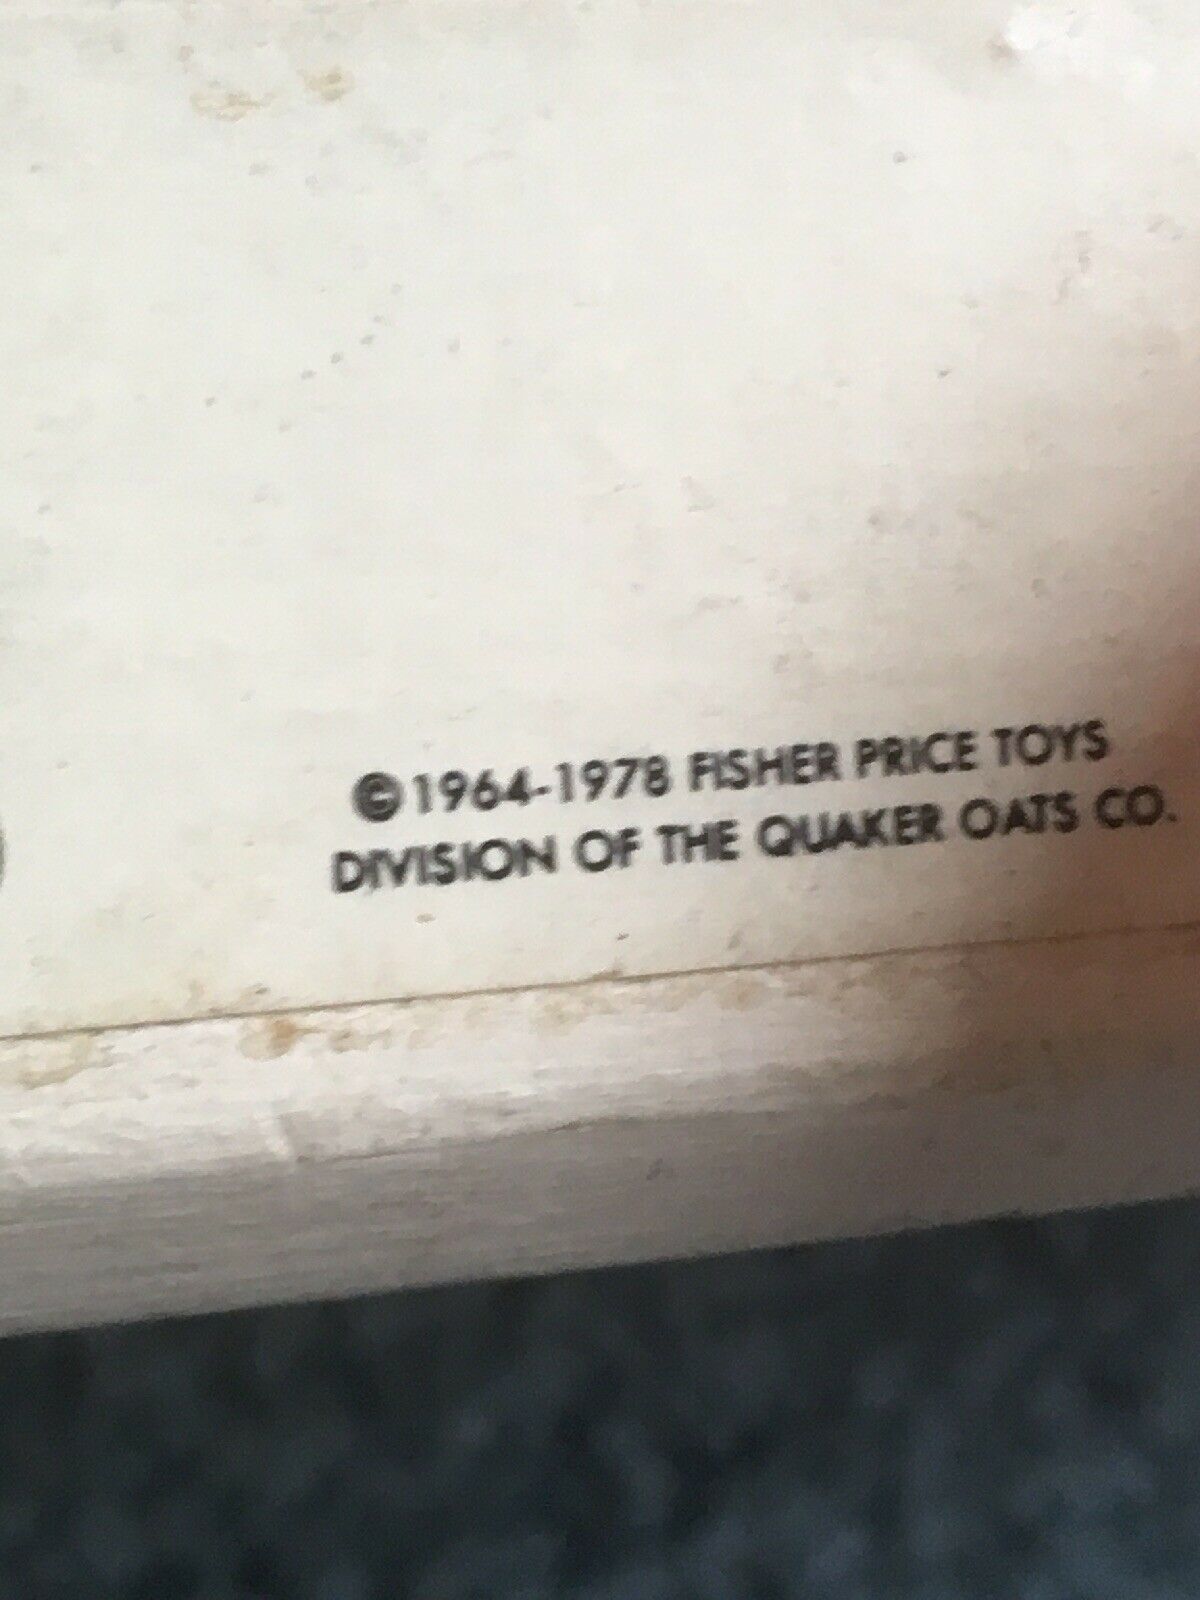 ©1964-1978 FISHER PRICE TOYS
DIVISION OF THE QUAKER OATS CO.